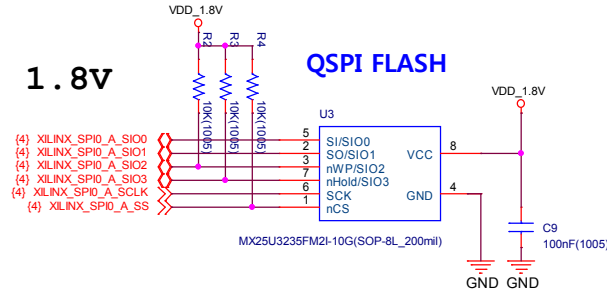 VDD_1.8V
R2
R3
R4
1.8V
QSPI FLASH
VDD_1.8V
10K(1005)
10K(1005)
10K(1005)
U3
{4} XILINX_SPI0_A_SIO0
5
SI/SIO0
{4} XILINX_SPI0_A_SIO1
2
SO/SIO1
VCC
8
{4} XILINX_SPI0_A_SIO2
3
nWP/SIO2
{4} XILINX_SPI0_A_SIO3
7
nHold/SIO3
{4} XILINX_SPI0_A_SCLK
6
SCK
GND
4
{4} XILINX_SPI0_A_SS
1
nCS
MX25U3235FM2I-10G(SOP-8L_200mil)
C9
100nF(1005)
GND
GND